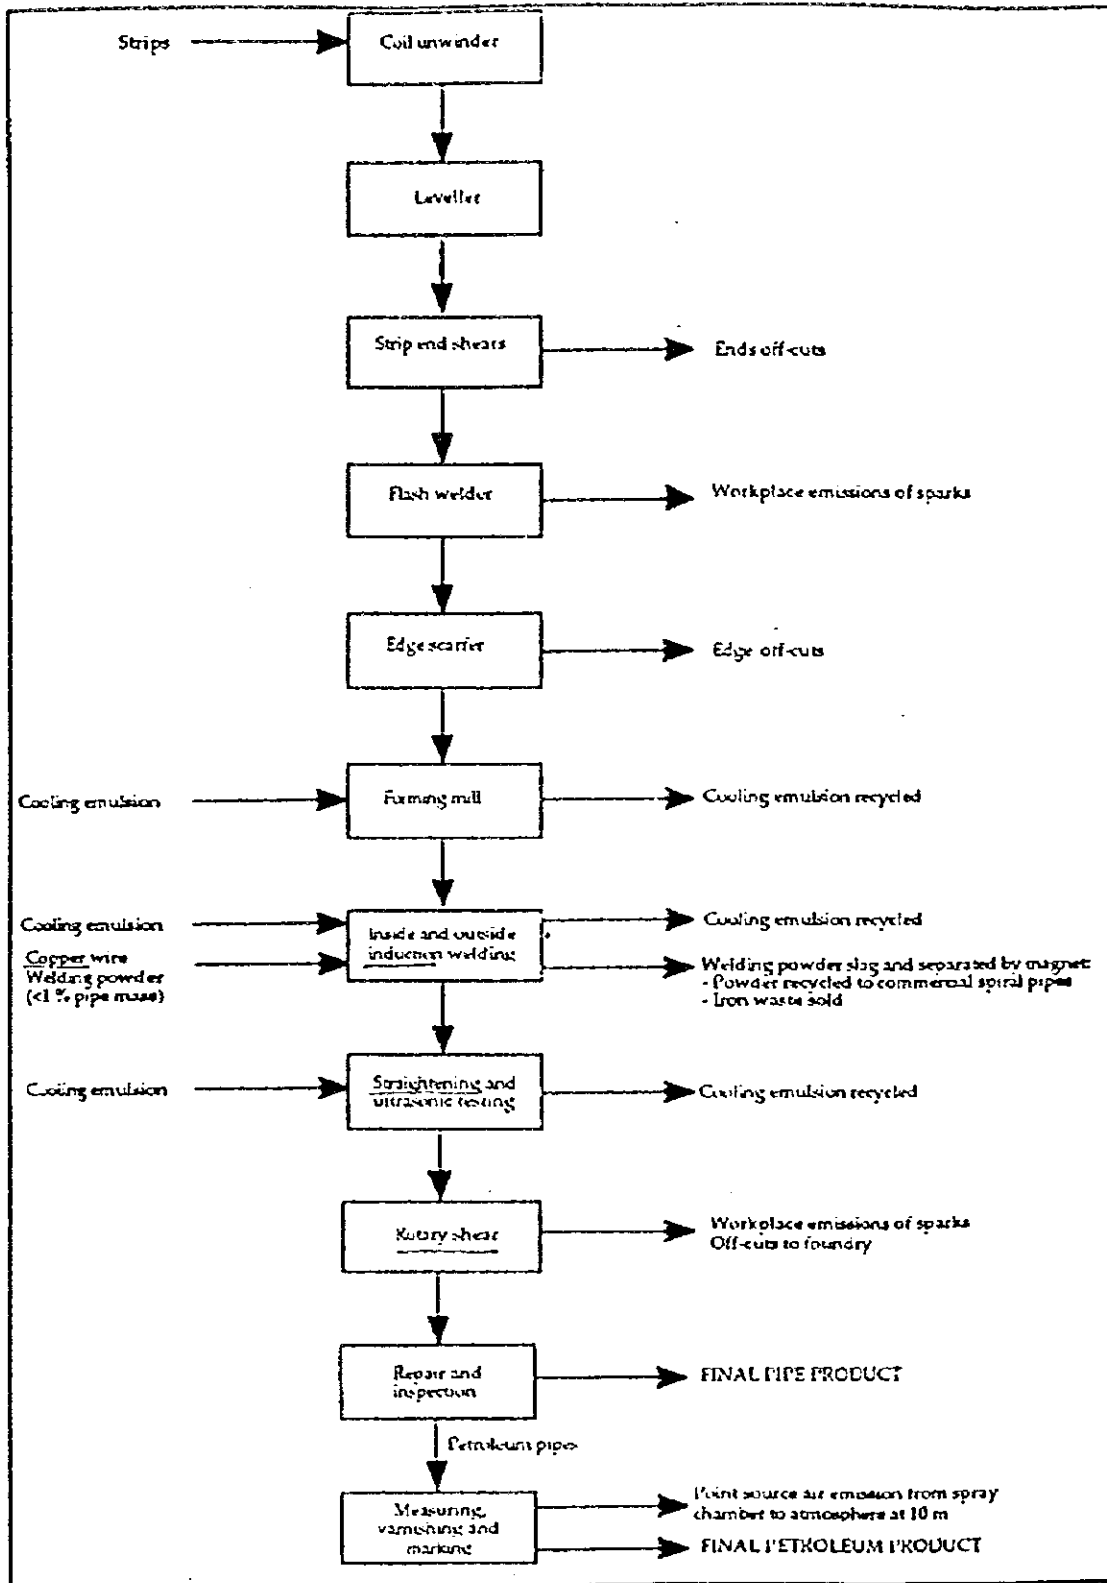 Strips
Coil unwinder
Leveller
Strip end shears
Ends off-cuts
Flash welder
Workplace emissions of sparks
Edge scarfer
Edge off-cuts
Cooling emulsion
Forming mill
Cooling emulsion recycled
Cooling emulsion
Copper wire
Welding powder
(<1 % pipe mass)
Inside and outside
induction welding
Cooling emulsion recycled
Welding powder slag and separated by magnet:
- Powder recycled to commercial spiral pipes
- Iron waste sold
Cooling emulsion
Straightening and
ultrasonic testing
Cooling emulsion recycled
Rotary shear
Workplace emissions of sparks
Off-cuts to foundry
Repair and
inspection
FINAL PIPE PRODUCT
Petroleum pipes
Measuring,
varnishing and
marking
Point source air emission from spray
chamber to atmosphere at 10 m
FINAL PETROLEUM PRODUCT